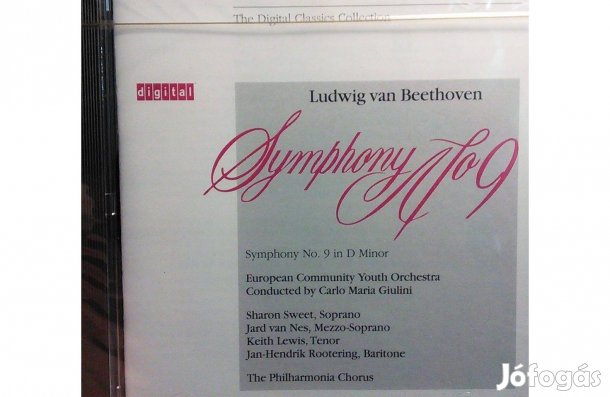 The Digital Classics Collection
digital
Ludwig van Beethoven
Symphony No 9
Symphony No. 9 in D Minor
European Community Youth Orchestra
Conducted by Carlo Maria Giulini
Sharon Sweet, Soprano
Jard van Nes, Mezzo-Soprano
Keith Lewis, Tenor
Jan-Hendrik Rootering, Baritone
The Philharmonia Chorus
Jófogás